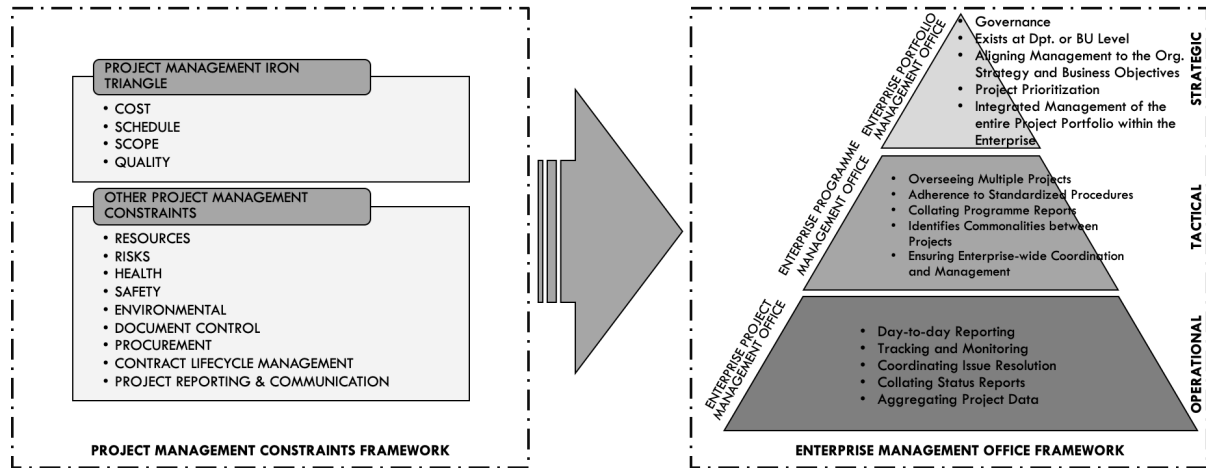 PROJECT MANAGEMENT IRON
TRIANGLE
• COST
• SCHEDULE
• SCOPE
• QUALITY
OTHER PROJECT MANAGEMENT
CONSTRAINTS
• RESOURCES
• RISKS
• HEALTH
• SAFETY
• ENVIRONMENTAL
• DOCUMENT CONTROL
• PROCUREMENT
• CONTRACT LIFECYCLE MANAGEMENT
• PROJECT REPORTING & COMMUNICATION
PROJECT MANAGEMENT CONSTRAINTS FRAMEWORK
ENTERPRISE PORTFOLIO
MANAGEMENT OFFICE
• Governance
• Exists at Dpt. or BU Level
• Aligning Management to the Org.
Strategy and Business Objectives
• Project Prioritization
• Integrated Management of the
entire Project Portfolio within the
Enterprise
STRATEGIC
ENTERPRISE PROGRAMME
MANAGEMENT OFFICE
• Overseeing Multiple Projects
• Adherence to Standardized Procedures
• Collating Programme Reports
• Identifies Commonalities between
Projects
• Ensuring Enterprise-wide Coordination
and Management
TACTICAL
ENTERPRISE PROJECT
MANAGEMENT OFFICE
• Day-to-day Reporting
• Tracking and Monitoring
• Coordinating Issue Resolution
• Collating Status Reports
• Aggregating Project Data
OPERATIONAL
ENTERPRISE MANAGEMENT OFFICE FRAMEWORK